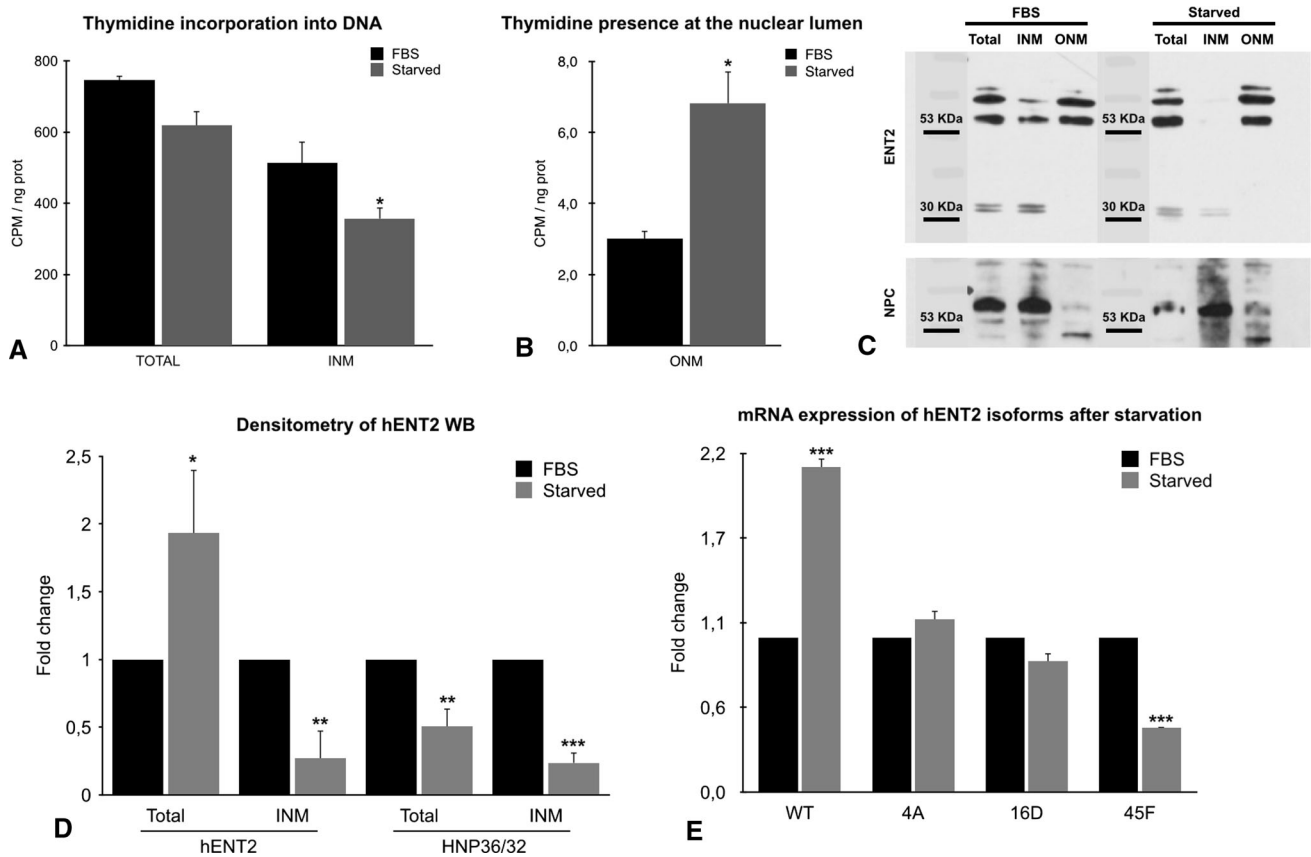 Thymidine incorporation into DNA
FBS
Starved
CPM / ng prot
800
600
400
200
0
*
TOTAL
INM
A
Thymidine presence at the nuclear lumen
FBS
Starved
CPM / ng prot
8,0
6,0
4,0
2,0
0,0
*
ONM
B
FBS
Starved
Total INM ONM
Total INM ONM
ENT2
53 KDa
53 KDa
30 KDa
30 KDa
NPC
53 KDa
53 KDa
C
Densitometry of hENT2 WB
FBS
Starved
Fold change
2,5
2
1,5
1
0,5
0
*
**
**
***
Total INM Total INM
hENT2 HNP36/32
D
mRNA expression of hENT2 isoforms after starvation
FBS
Starved
Fold change
2,2
1,7
1,1
0,6
0,0
***
***
WT 4A 16D 45F
E